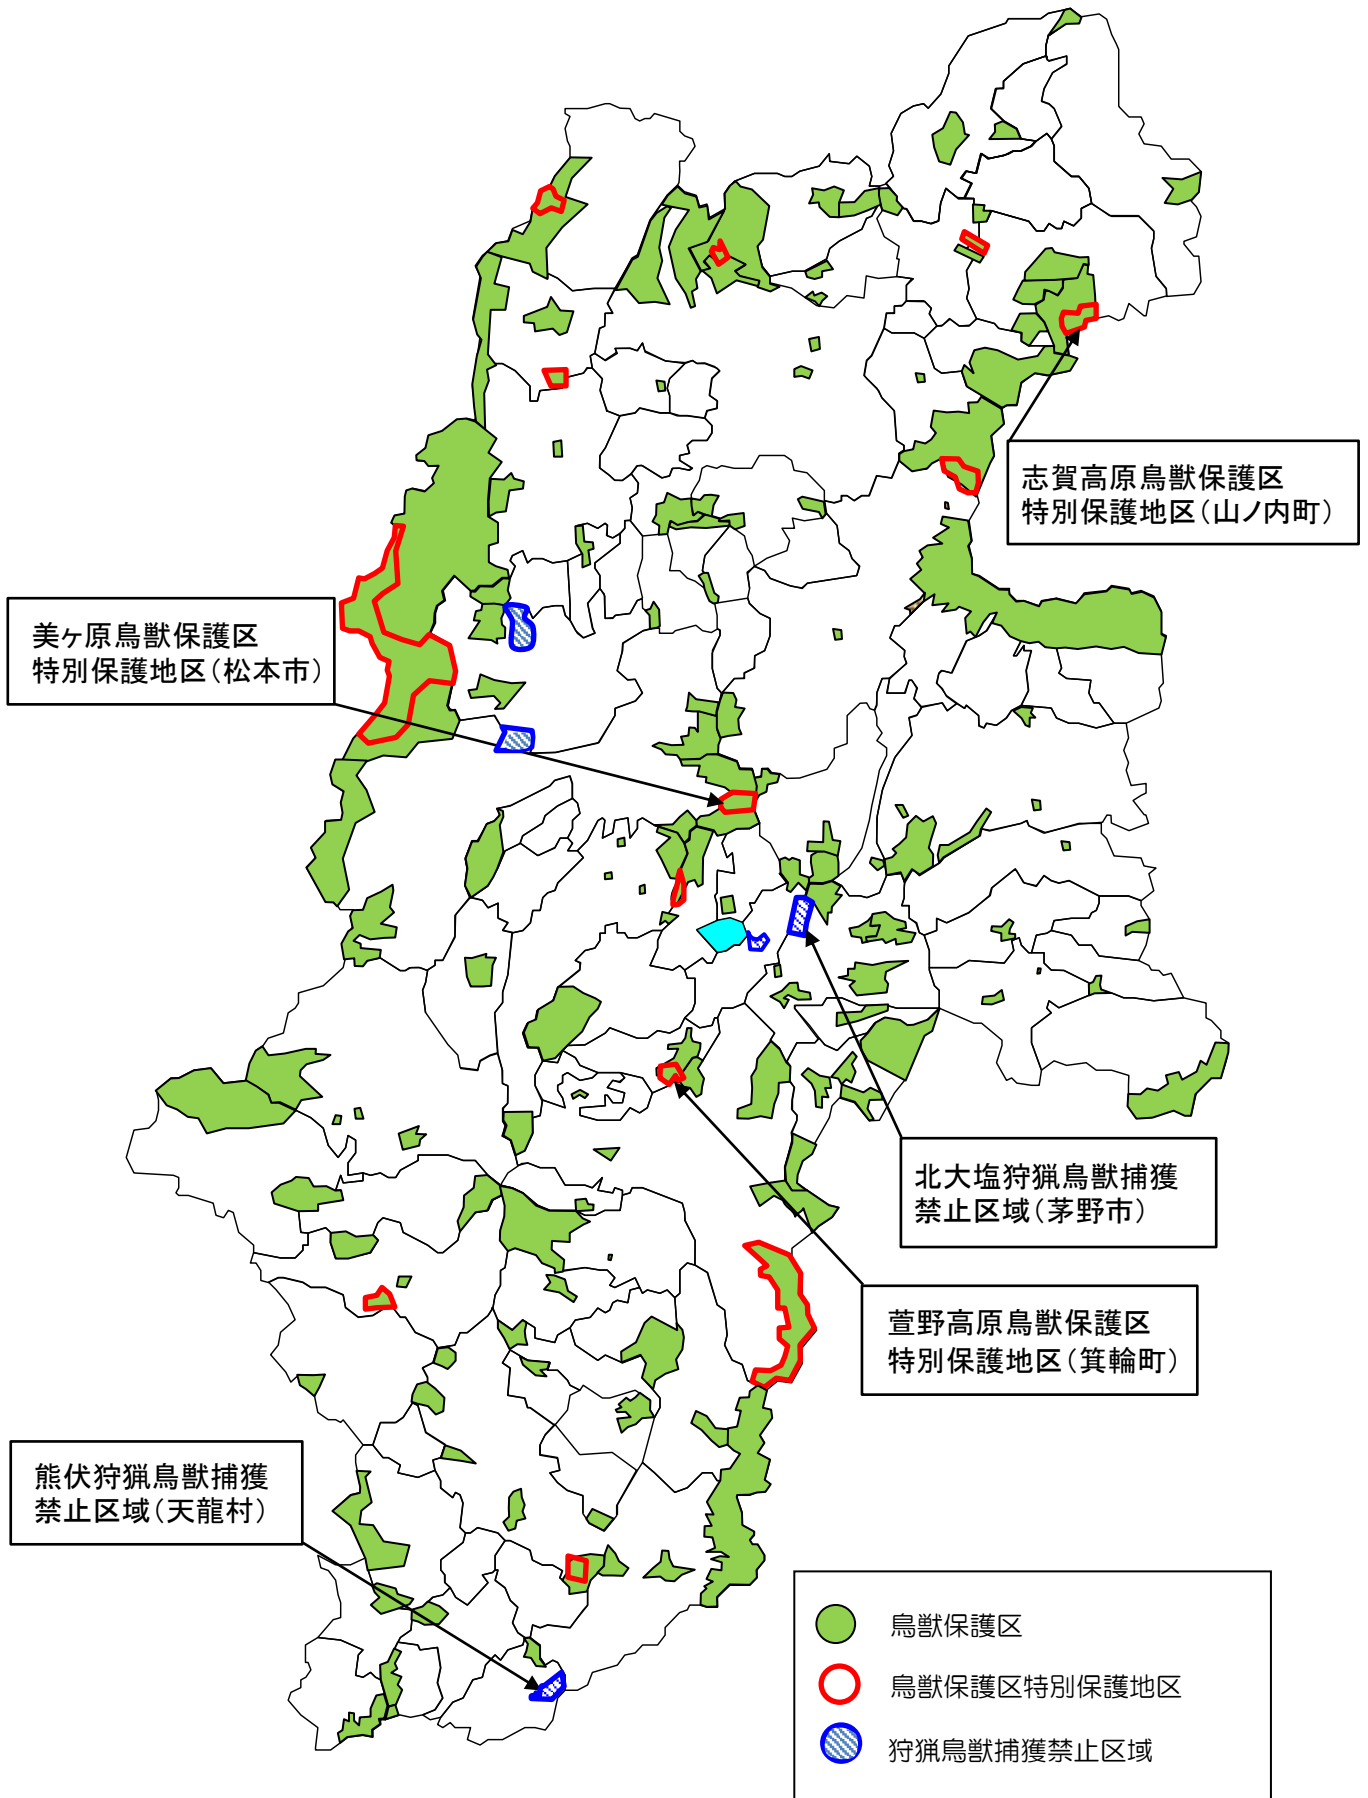 志賀高原鳥獣保護区
特別保護地区(山ノ内町)
美ヶ原鳥獣保護区
特別保護地区(松本市)
北大塩狩猟鳥獣捕獲
禁止区域(茅野市)
萱野高原鳥獣保護区
特別保護地区(箕輪町)
熊伏狩猟鳥獣捕獲
禁止区域(天龍村)
鳥獣保護区
鳥獣保護区特別保護地区
狩猟鳥獣捕獲禁止区域